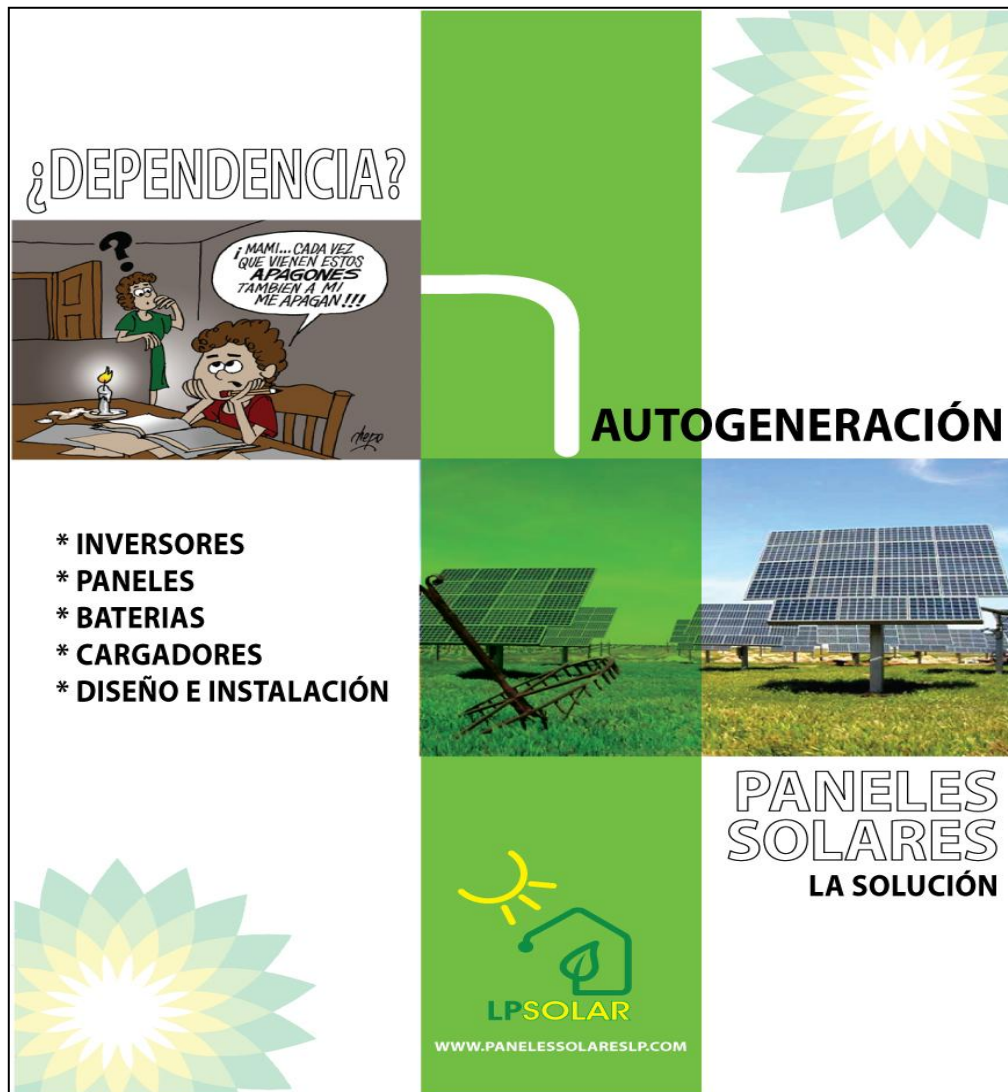 ¿DEPENDENCIA?
¡MAMI... CADA VEZ
QUE VIENEN ESTOS
APAGONES
TAMBIEN A MI
ME APAGAN!!!
?
AUTOGENERACIÓN
* INVERSORES
* PANELES
* BATERIAS
* CARGADORES
* DISEÑO E INSTALACIÓN
PANELES
SOLARES
LA SOLUCIÓN
LPSOLAR
WWW.PANELESSOLARESLP.COM